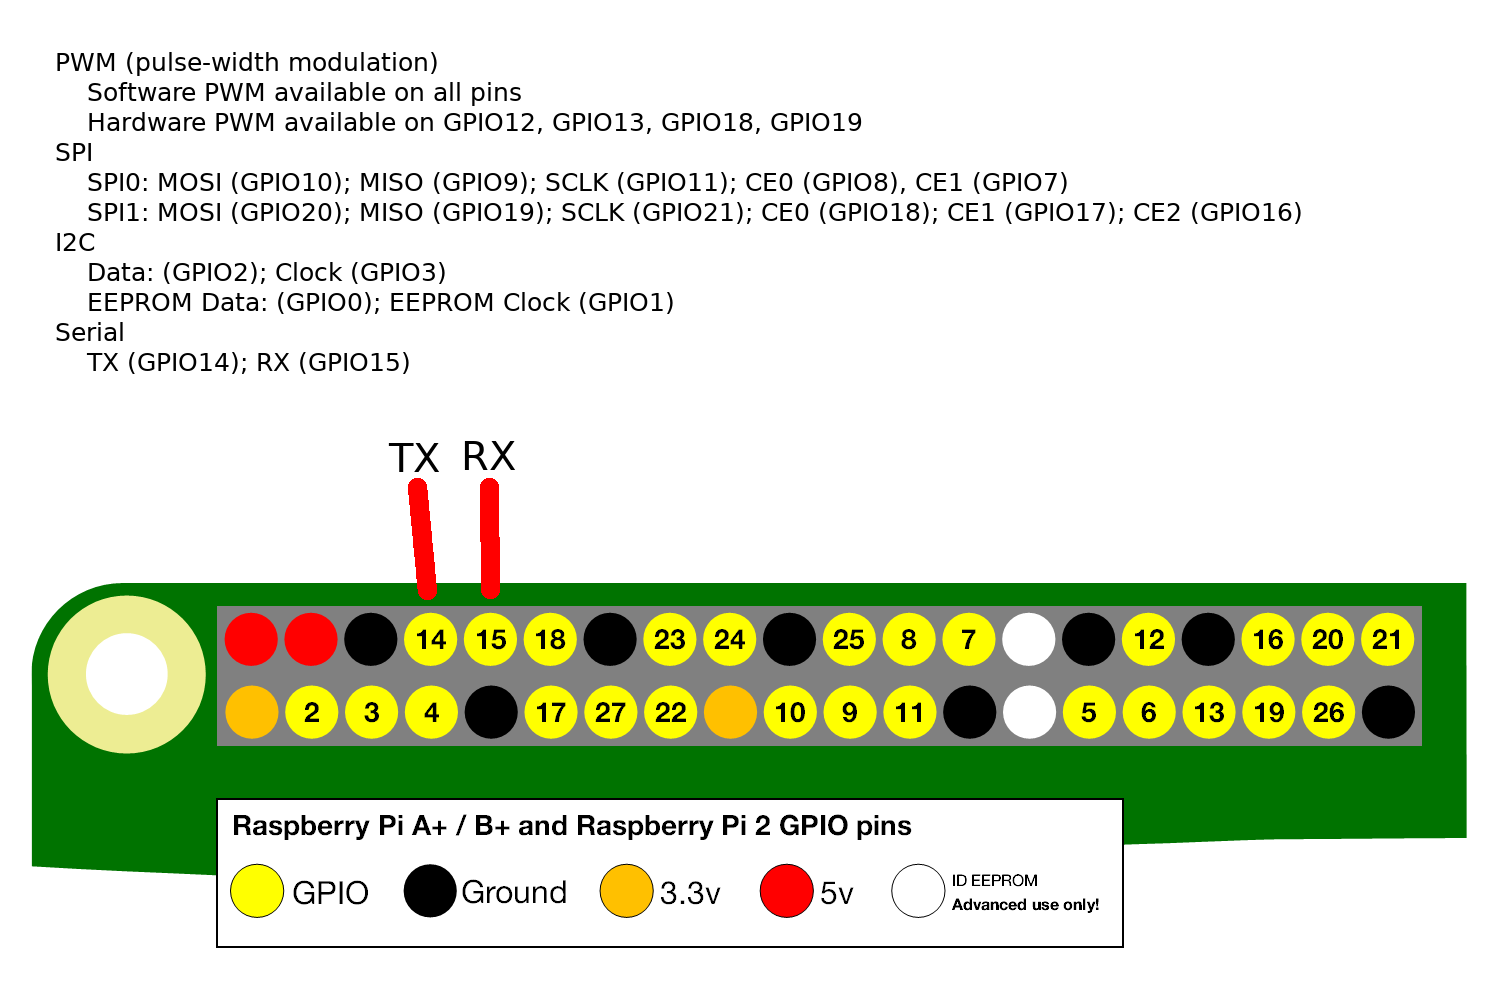 PWM (pulse-width modulation)
Software PWM available on all pins
Hardware PWM available on GPIO12, GPIO13, GPIO18, GPIO19
SPI
SPI0: MOSI (GPIO10); MISO (GPIO9); SCLK (GPIO11); CE0 (GPIO8), CE1 (GPIO7)
SPI1: MOSI (GPIO20); MISO (GPIO19); SCLK (GPIO21); CE0 (GPIO18); CE1 (GPIO17); CE2 (GPIO16)
I2C
Data: (GPIO2); Clock (GPIO3)
EEPROM Data: (GPIO0); EEPROM Clock (GPIO1)
Serial
TX (GPIO14); RX (GPIO15)
TX RX
14 15 18 23 24 25 8 7 12 16 20 21
2 3 4 17 27 22 10 9 11 5 6 13 19 26
Raspberry Pi A+ / B+ and Raspberry Pi 2 GPIO pins
GPIO Ground 3.3v 5v ID EEPROM
Advanced use only!